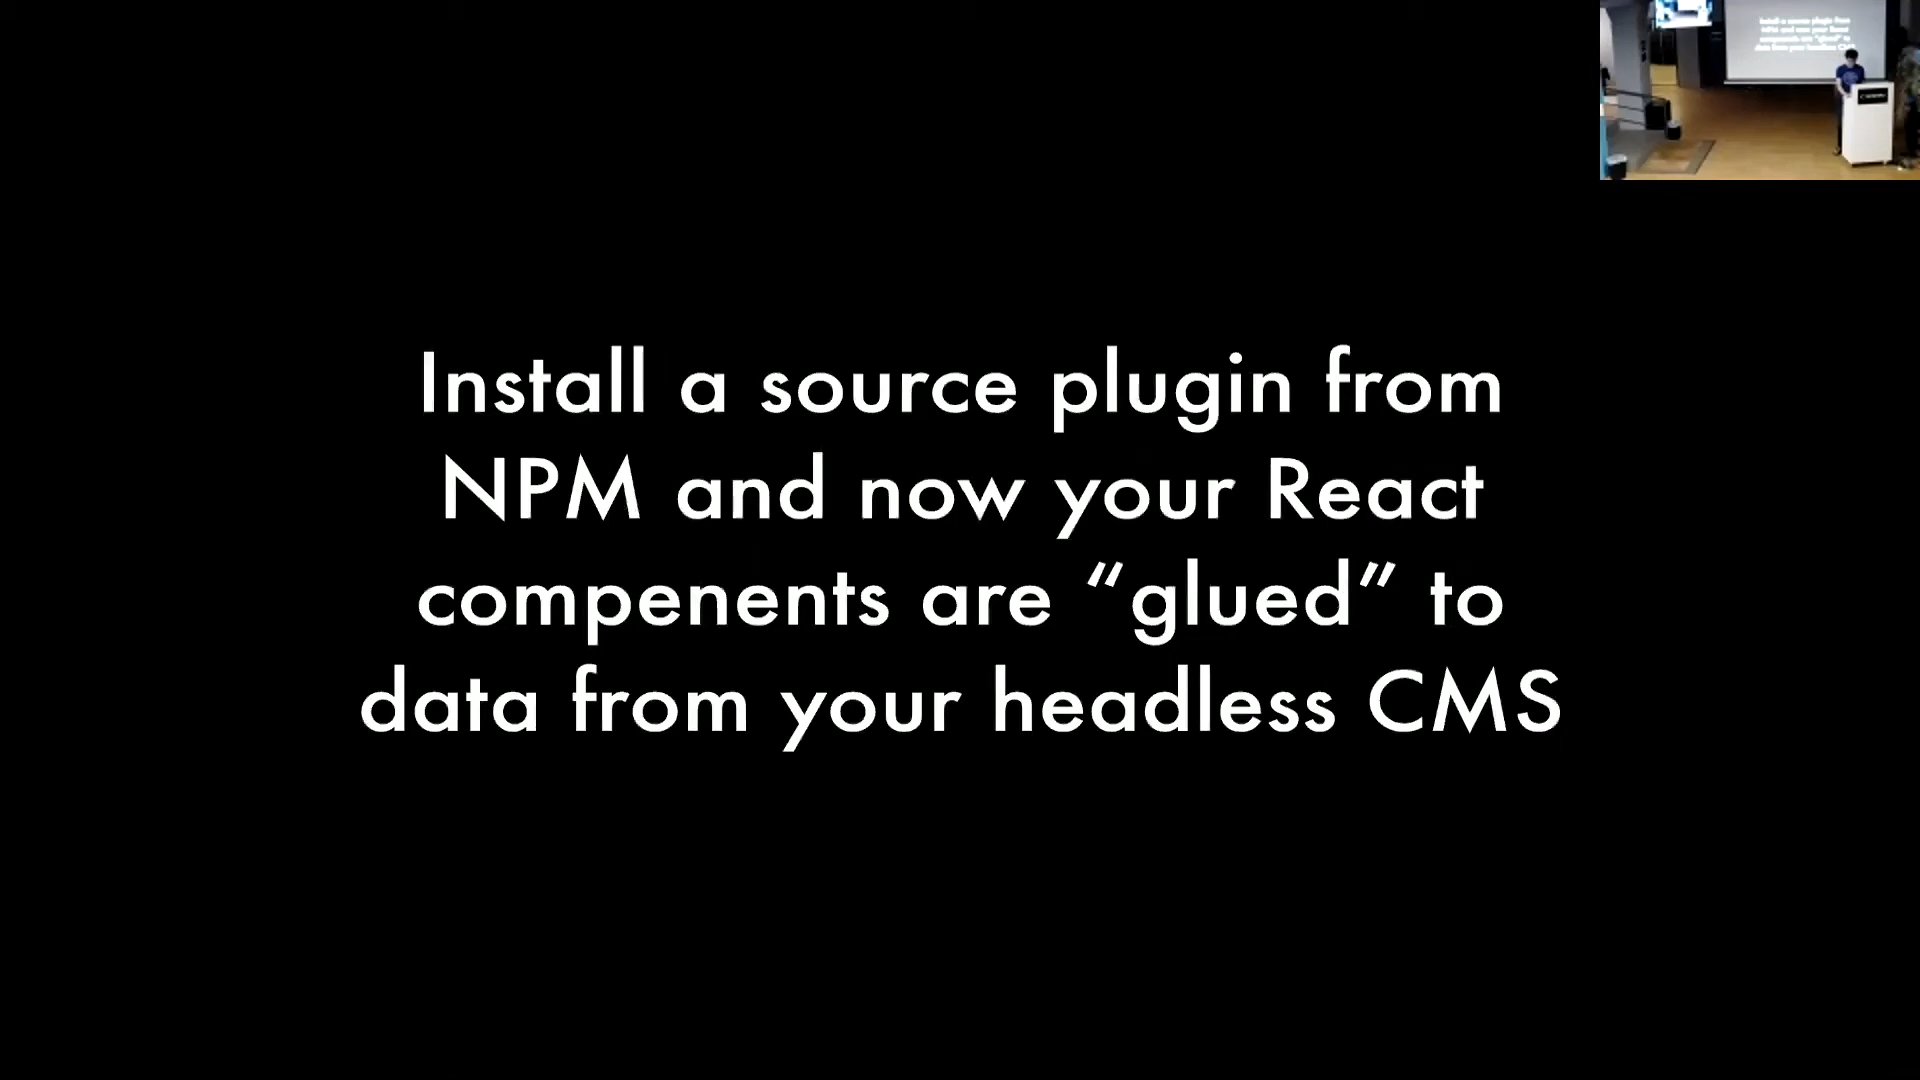 Install a source plugin from
NPM and now your React
compenents are “glued” to
data from your headless CMS